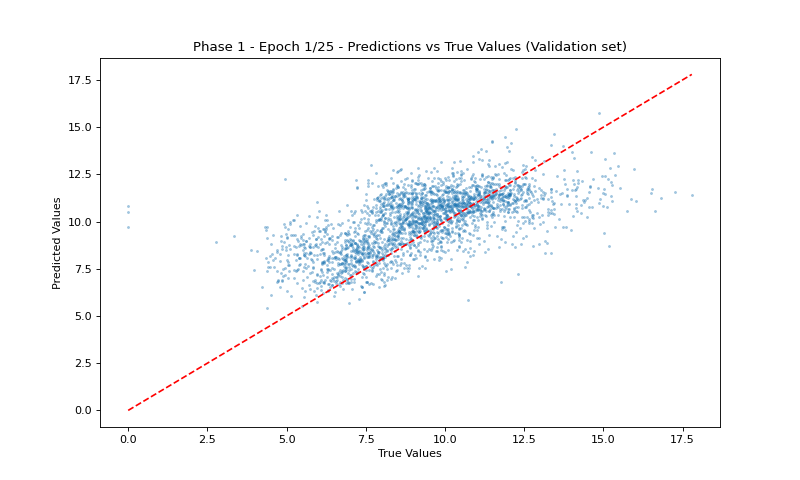 Phase 1 - Epoch 1/25 - Predictions vs True Values (Validation set)
17.5
15.0
12.5
10.0
7.5
5.0
2.5
0.0
Predicted Values
0.0 2.5 5.0 7.5 10.0 12.5 15.0 17.5
True Values